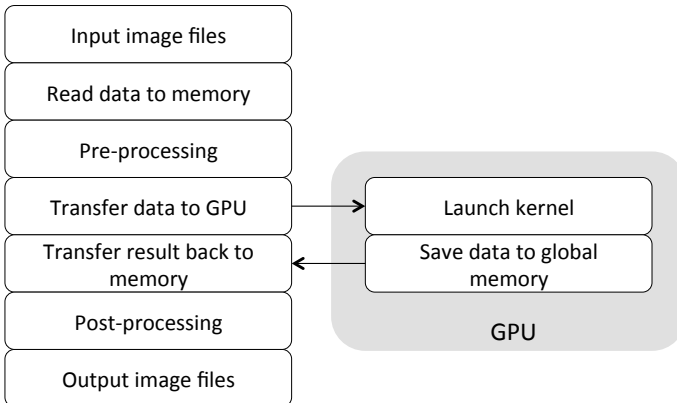 Input image files
Read data to memory
Pre-processing
Transfer data to GPU
Transfer result back to
memory
Post-processing
Output image files
Launch kernel
Save data to global
memory
GPU